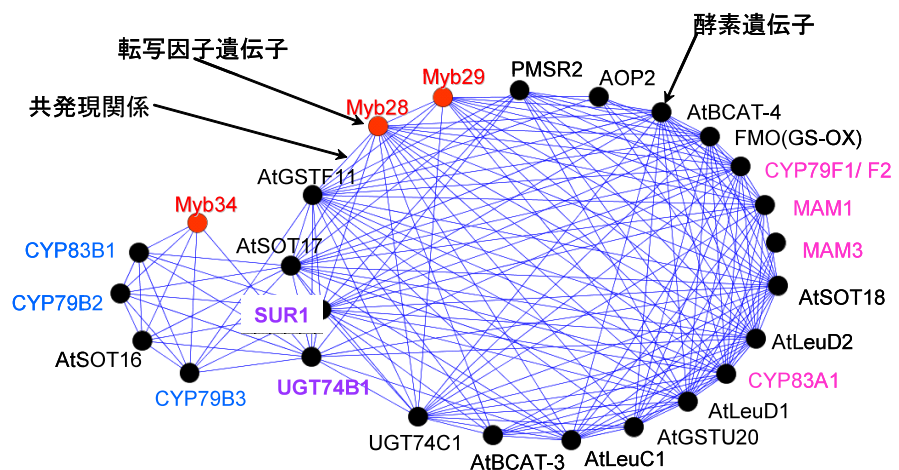 酵素遺伝子
転写因子遺伝子
共発現関係
Myb28
Myb29
PMSR2
AOP2
AtBCAT-4
FMO(GS-OX)
CYP79F1/ F2
MAM1
MAM3
AtSOT18
AtLeuD2
CYP83A1
AtLeuD1
AtGSTU20
AtLeuC1
AtBCAT-3
UGT74C1
UGT74B1
SUR1
AtSOT17
AtGSTF11
Myb34
CYP83B1
CYP79B2
AtSOT16
CYP79B3